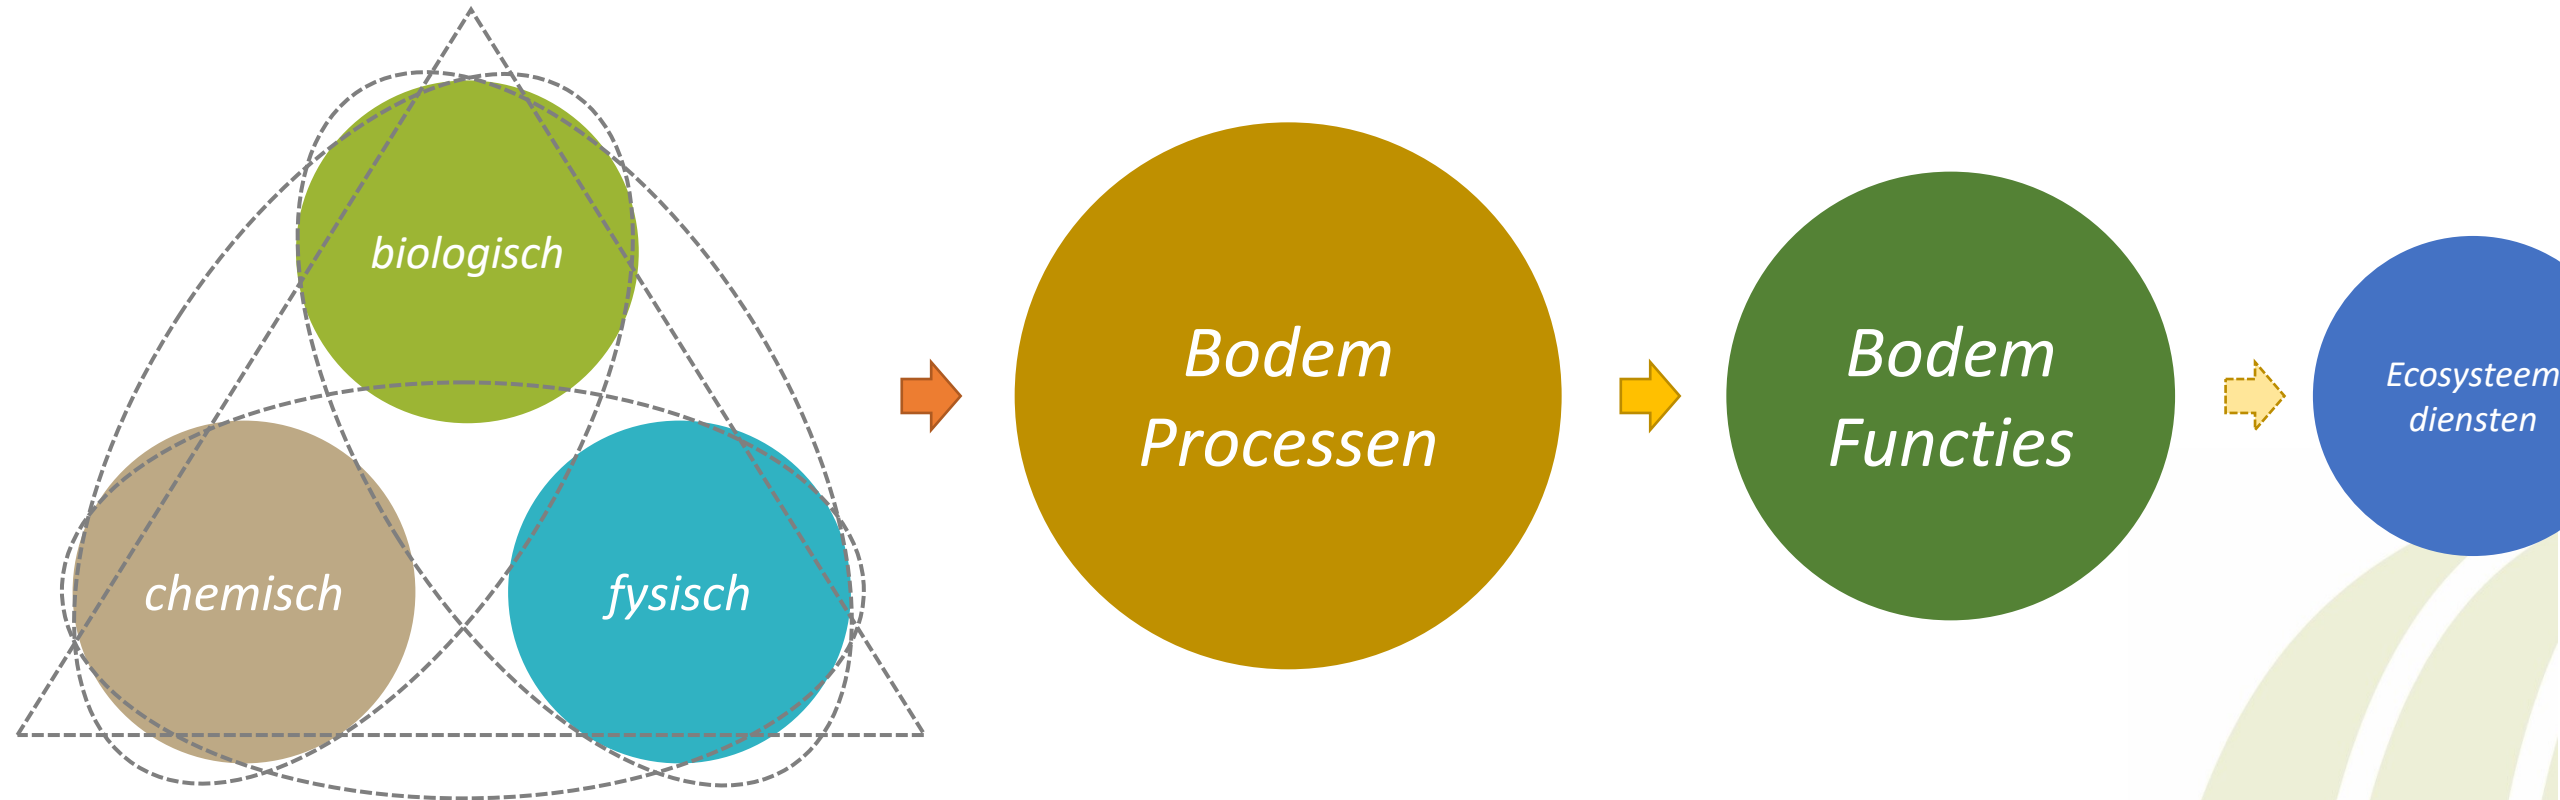 biologisch
chemisch
fysisch
Bodem
Processen
Bodem
Functies
Ecosysteem
diensten